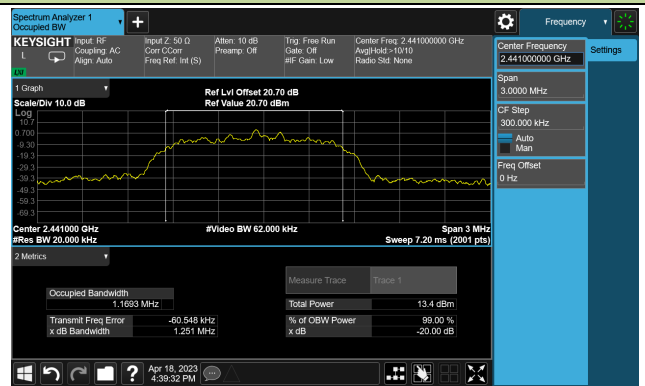 Spectrum Analyzer 1
Occupied BW
Frequency
KEYSIGHT
L
Input: RF
Coupling: AC
Align: Auto
Input Z: 50 Ω
Corr CCorr
Freq Ref: Int (S)
Atten: 10 dB
Preamp: Off
Trig: Free Run
Gate: Off
#IF Gain: Low
Center Freq: 2.441000000 GHz
Avg|Hold:>10/10
Radio Std: None
Center Frequency
2.441000000 GHz
Settings
Span
3.0000 MHz
CF Step
300.000 kHz
Auto
Man
Freq Offset
0 Hz
1 Graph
Scale/Div 10.0 dB
Ref Lvl Offset 20.70 dB
Ref Value 20.70 dBm
Log
10.7
0.700
-9.30
-19.3
-29.3
-39.3
-49.3
-59.3
-69.3
Center 2.441000 GHz
#Video BW 62.000 kHz
Span 3 MHz
#Res BW 20.000 kHz
Sweep 7.20 ms (2001 pts)
2 Metrics
Measure Trace
Trace 1
Occupied Bandwidth
1.1693 MHz
Total Power
13.4 dBm
Transmit Freq Error
-60.548 kHz
% of OBW Power
99.00 %
x dB Bandwidth
1.251 MHz
x dB
-20.00 dB
?
Apr 18, 2023
4:39:32 PM